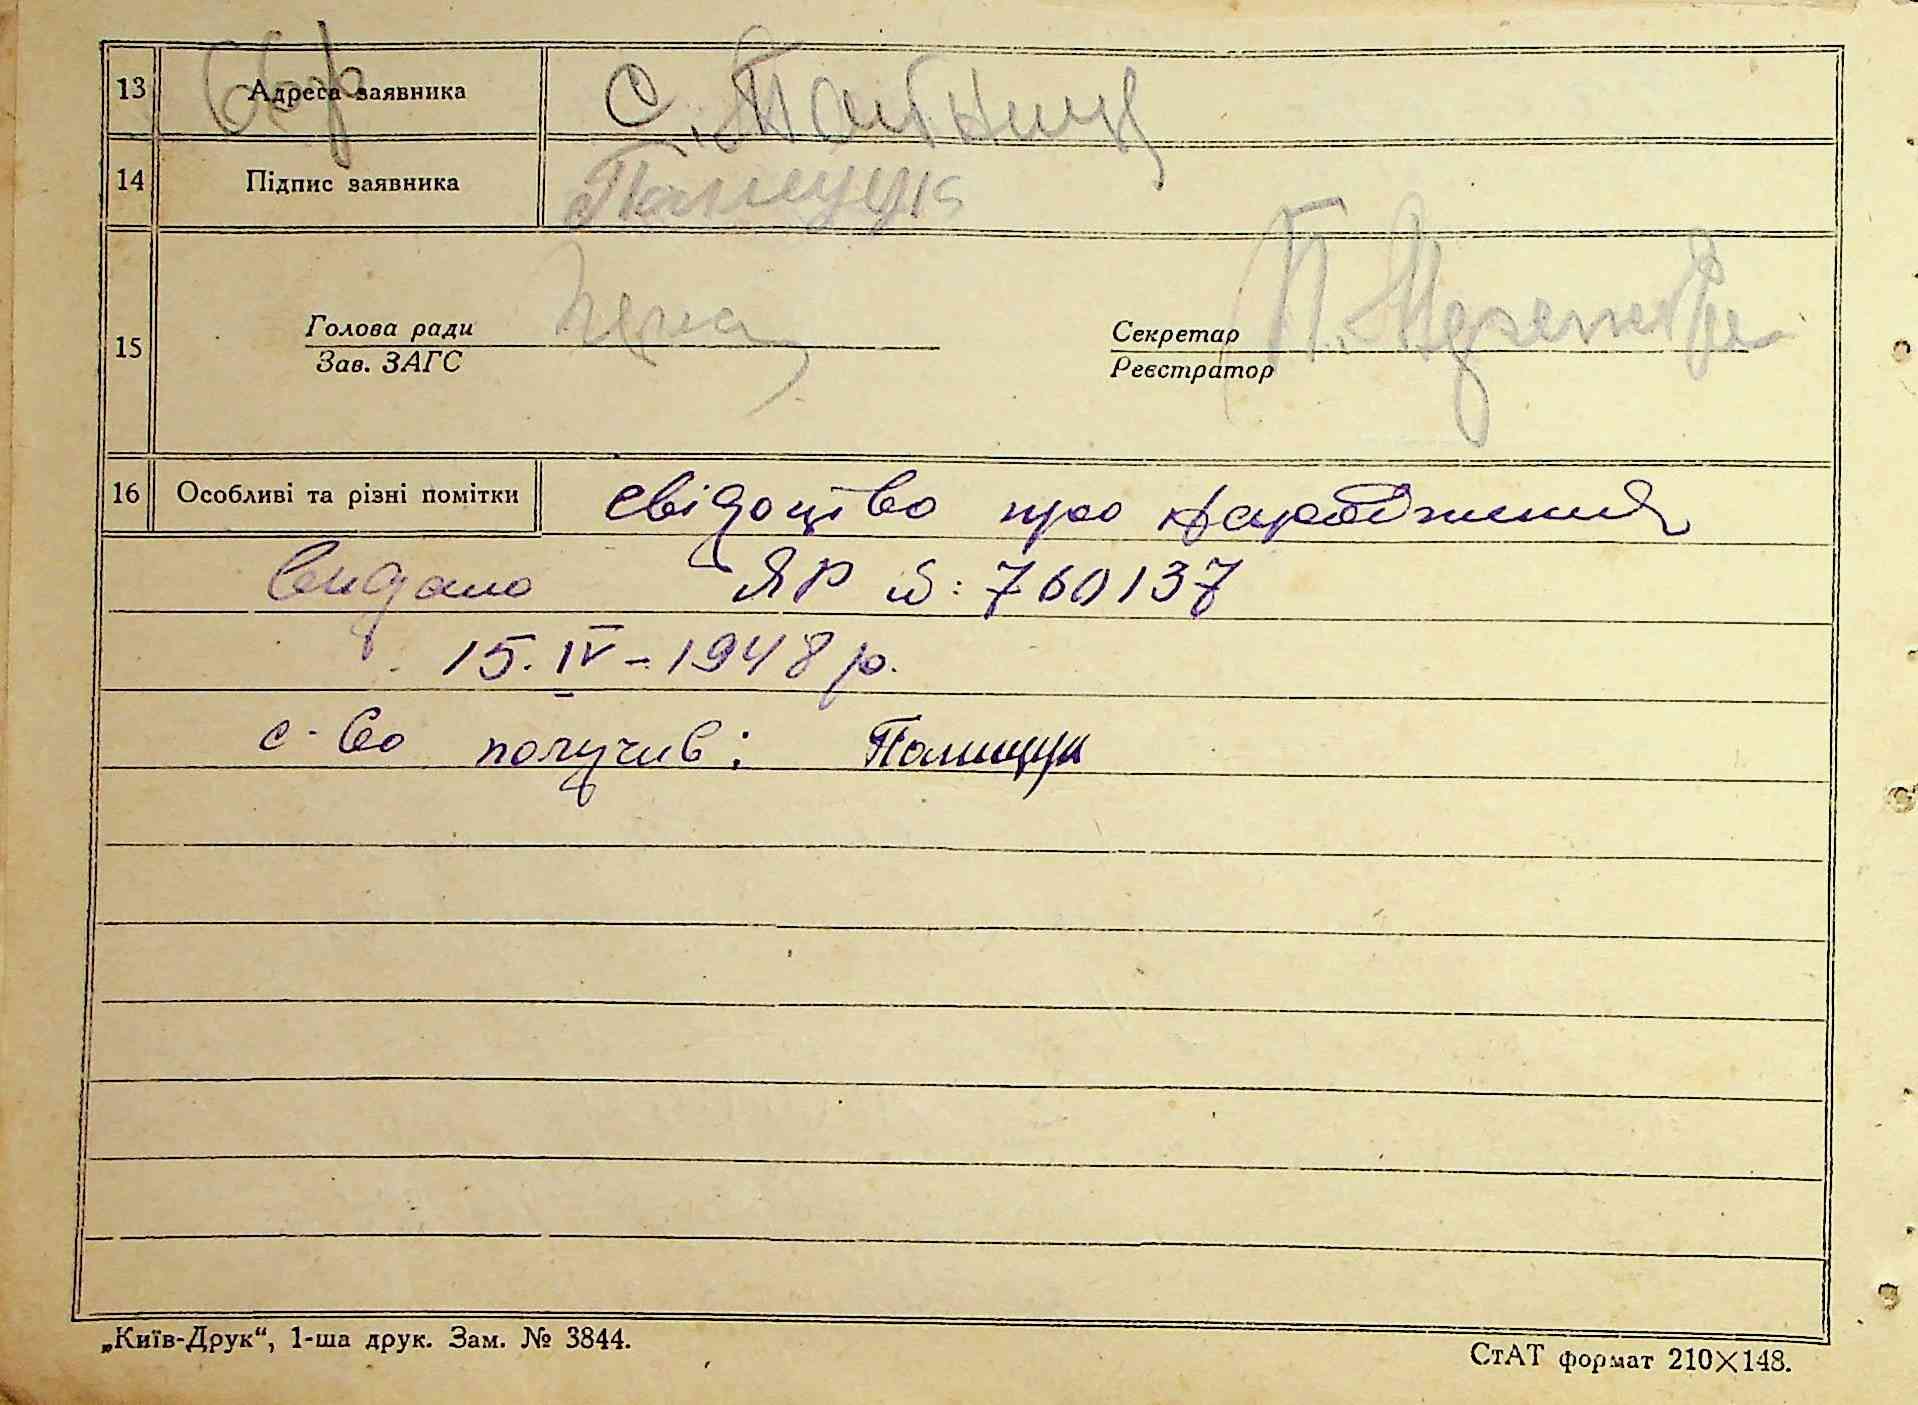 13 Адреса заявника с.
14 Підпис заявника Полищук
15 Голова ради
Зав. ЗАГС
Секретар П.
Реєстратор
16 Особливі та різні помітки свідоцтво про народження
видано ЯР №: 760137
15.IV-1948 р.
с-во получив: Полищук
„Київ-Друк“, 1-ша друк. Зам. № 3844.
СтАТ формат 210×148.